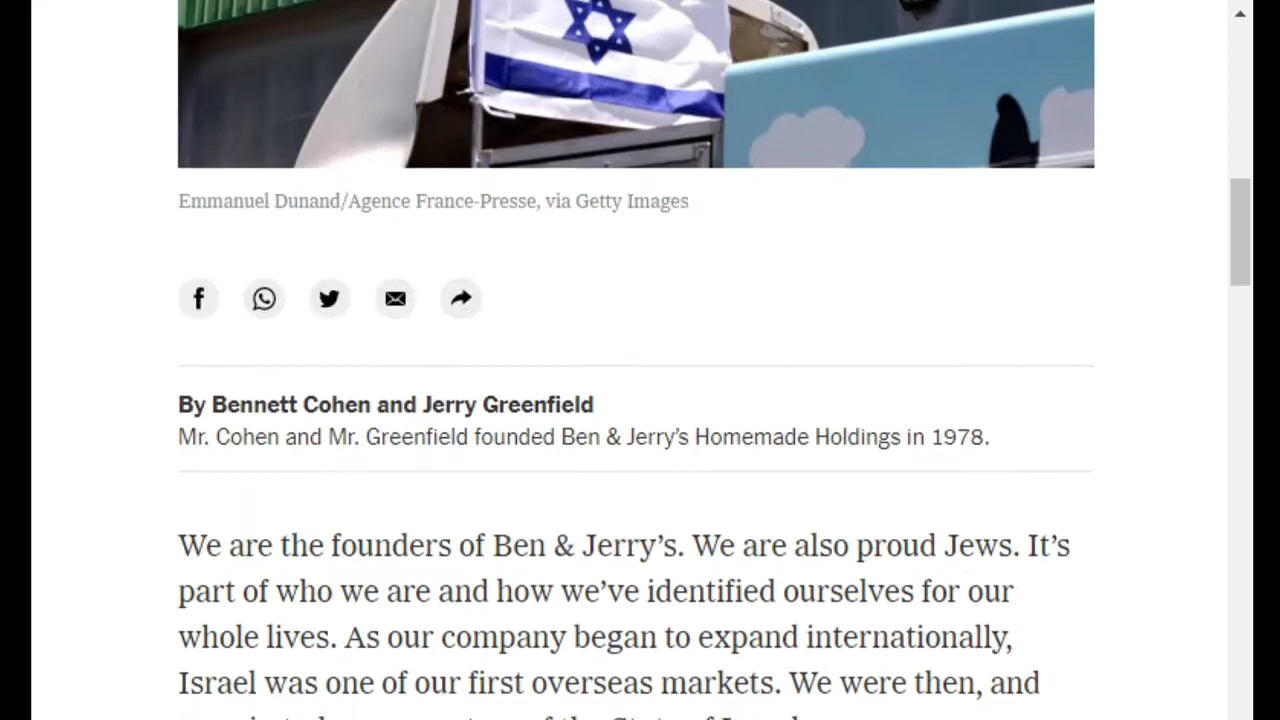 Emmanuel Dunand/Agence France-Presse, via Getty Images
By Bennett Cohen and Jerry Greenfield
Mr. Cohen and Mr. Greenfield founded Ben & Jerry’s Homemade Holdings in 1978.
We are the founders of Ben & Jerry’s. We are also proud Jews. It’s
part of who we are and how we’ve identified ourselves for our
whole lives. As our company began to expand internationally,
Israel was one of our first overseas markets. We were then, and